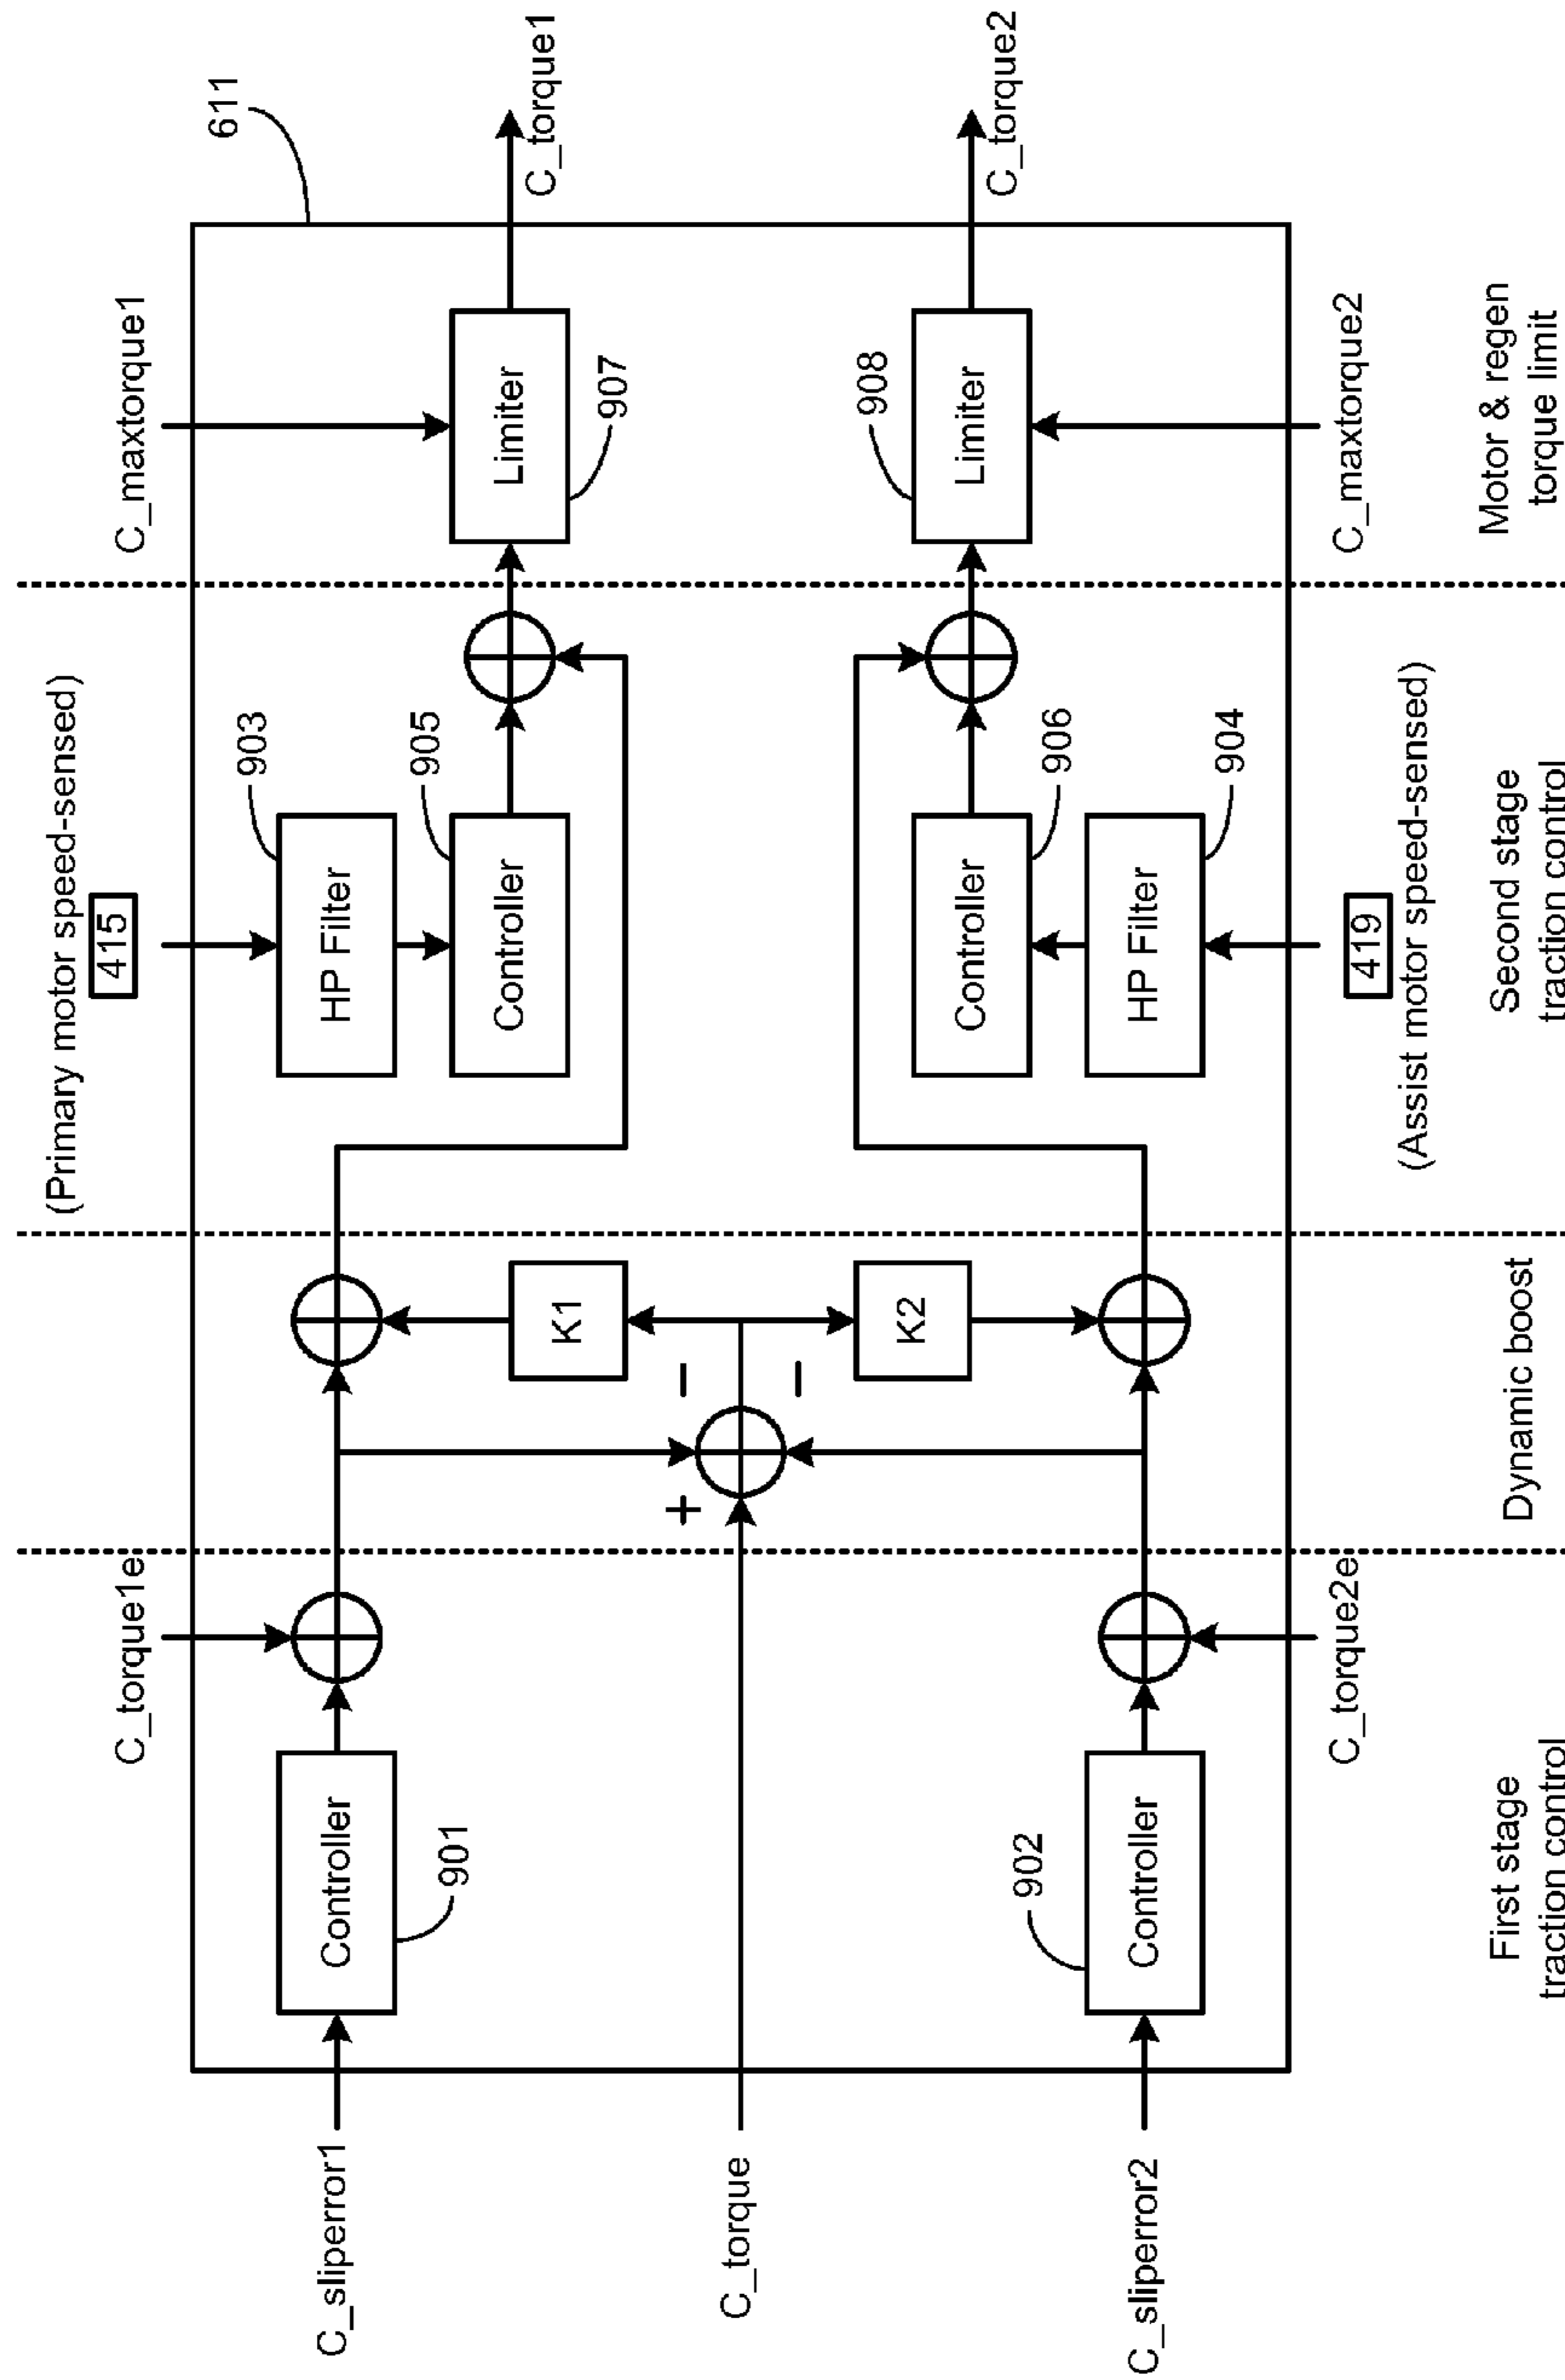 (Primary motor speed-sensed)
415
C_torque1e
C_maxtorque1
611
903
HP Filter
905
Controller
Controller
901
C_sliperror1
Limiter
907
C_torque1
K1
−
+
−
C_torque
K2
908
Limiter
C_torque2
Controller
906
HP Filter
904
902
Controller
C_sliperror2
C_torque2e
419
(Assist motor speed-sensed)
C_maxtorque2
First stage
traction control
Dynamic boost
Second stage
traction control
Motor & regen
torque limit